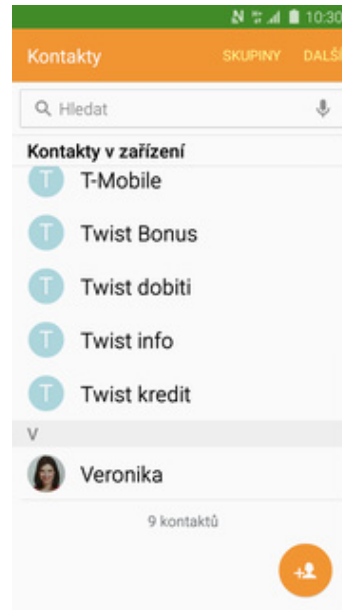 10:30
Kontakty SKUPINY DALŠÍ
Hledat
Kontakty v zařízení
T T-Mobile
T Twist Bonus
T Twist dobiti
T Twist info
T Twist kredit
V
Veronika
9 kontaktů